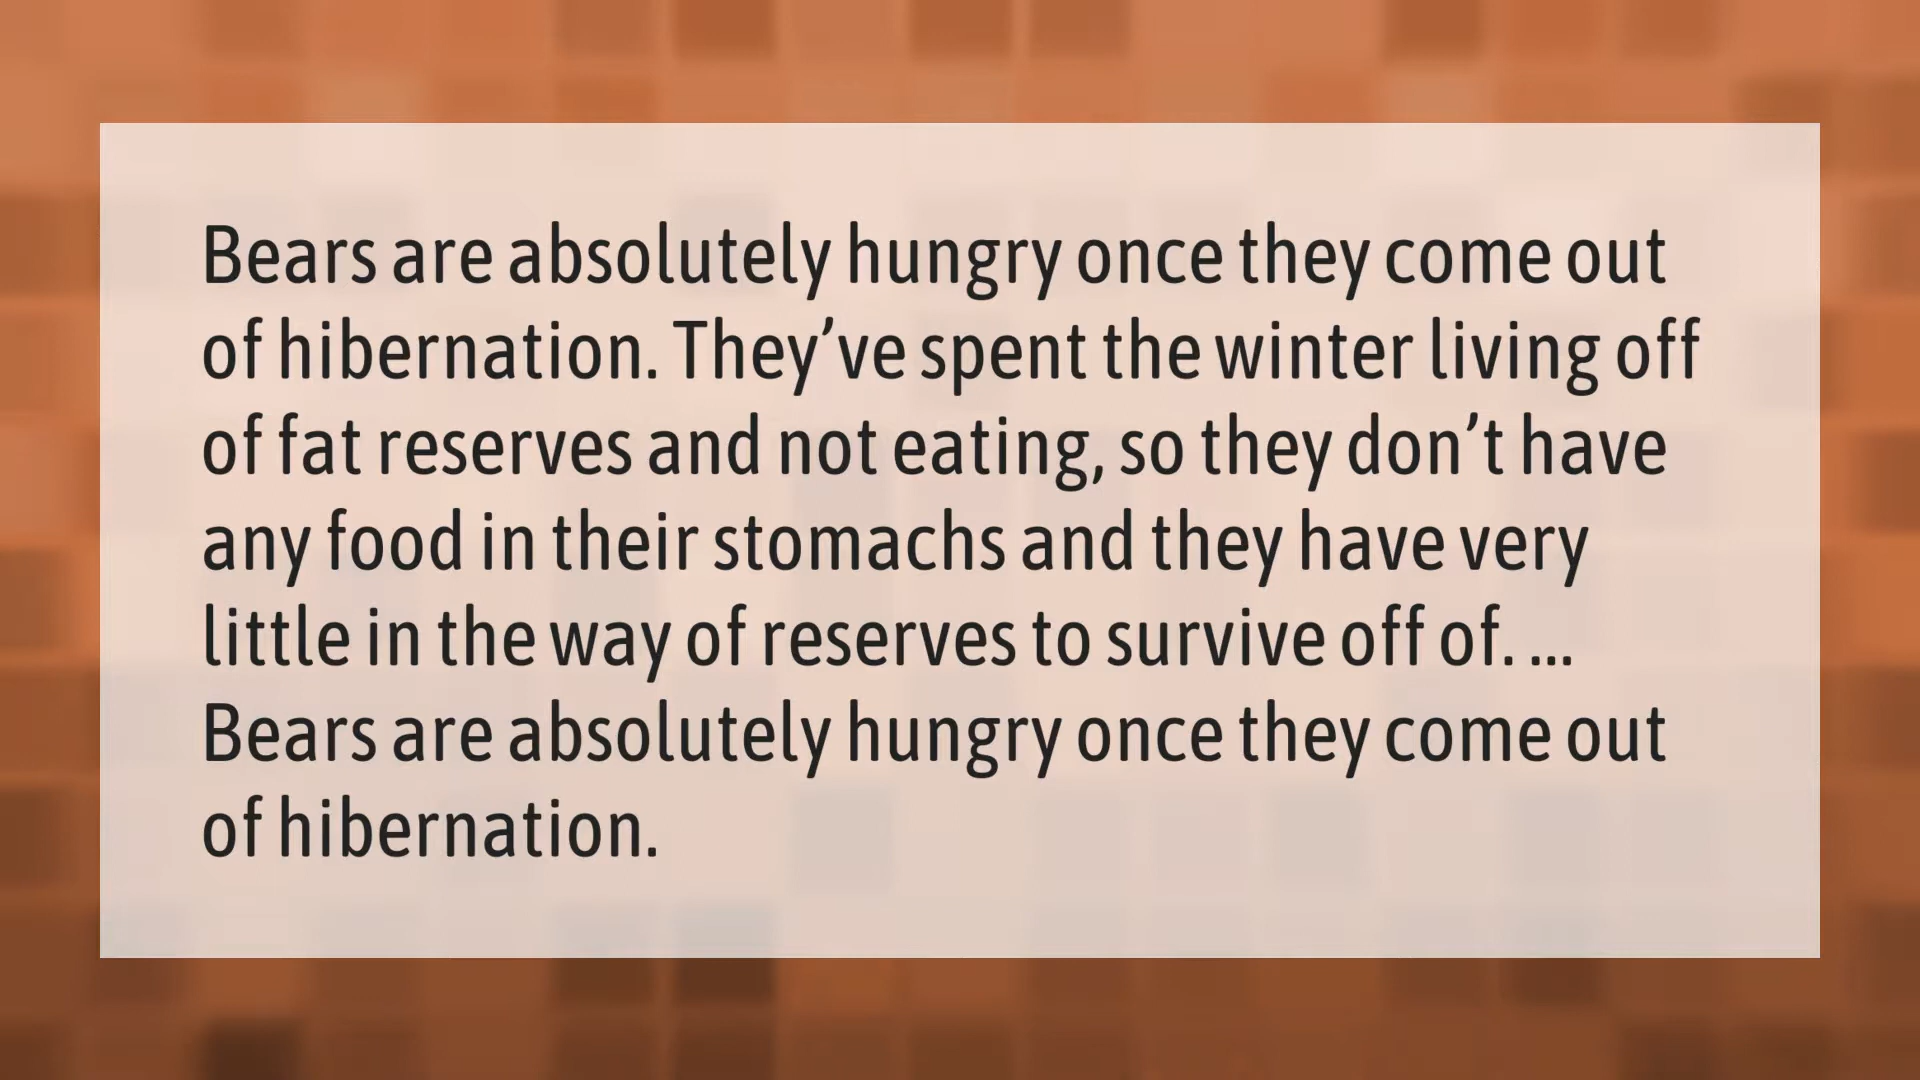 Bears are absolutely hungry once they come out
of hibernation. They’ve spent the winter living off
of fat reserves and not eating, so they don’t have
any food in their stomachs and they have very
little in the way of reserves to survive off of. ...
Bears are absolutely hungry once they come out
of hibernation.